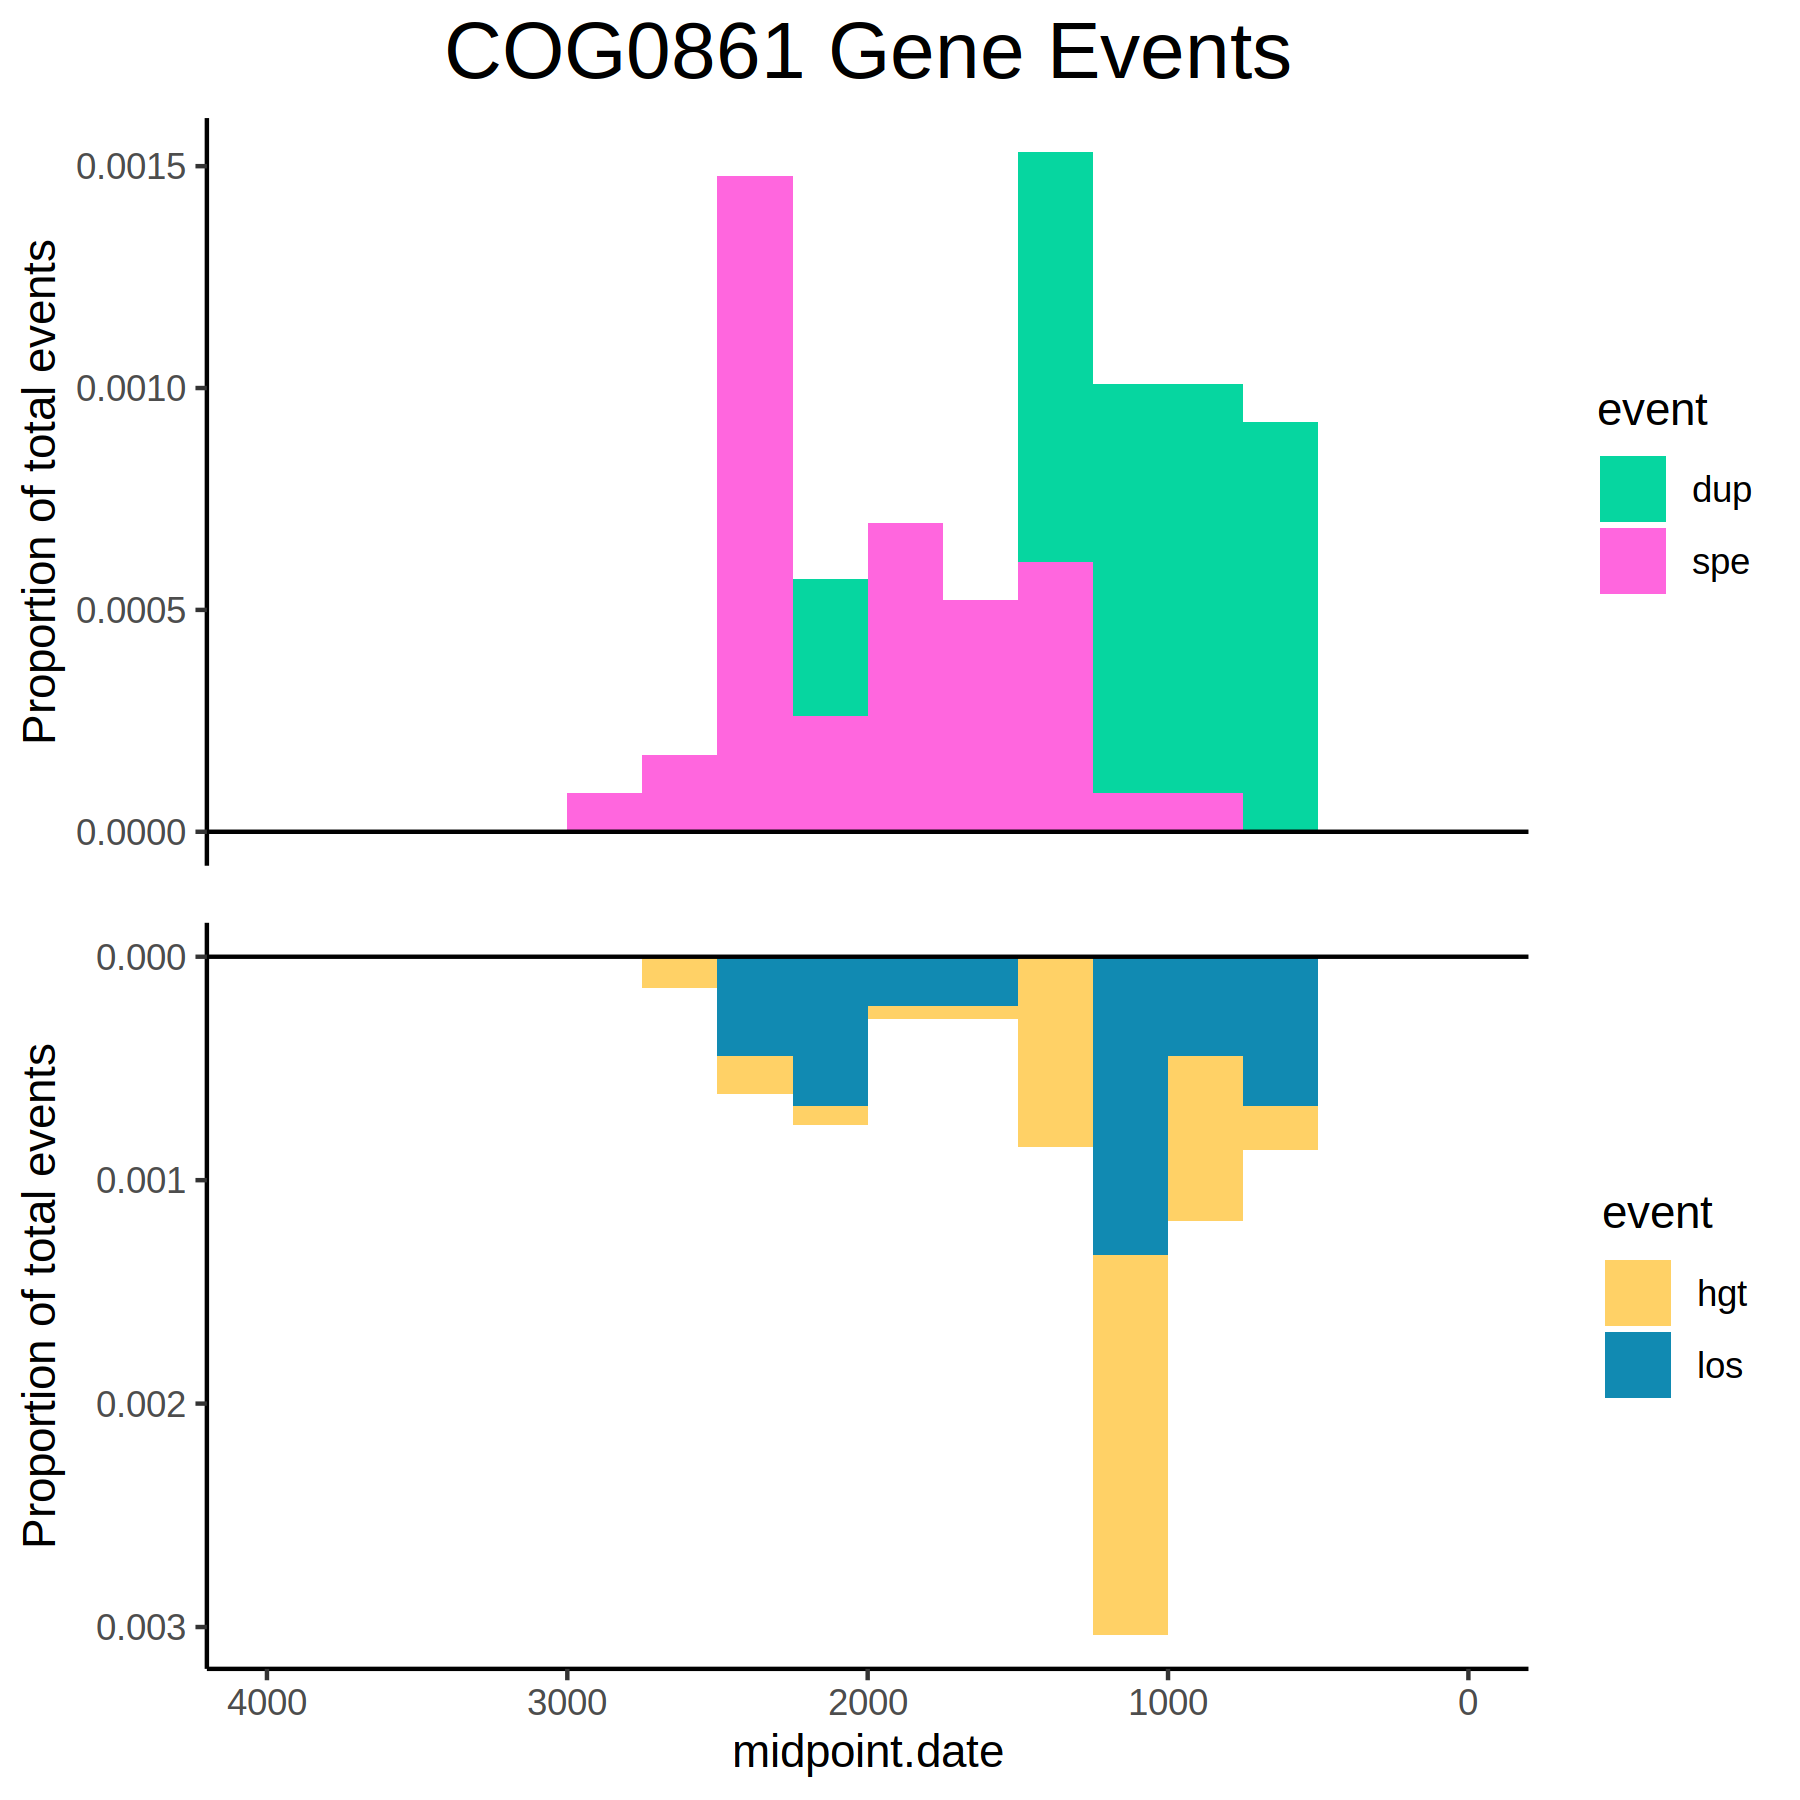 COG0861 Gene Events
Proportion of total events
0.0015
0.0010
0.0005
0.0000
event
dup
spe
Proportion of total events
0.000
0.001
0.002
0.003
event
hgt
los
4000 3000 2000 1000 0
midpoint.date